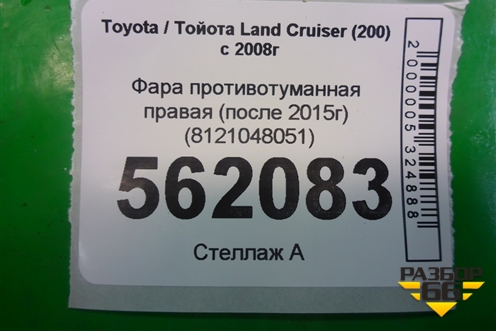 Toyota / Тойота Land Cruiser (200)
с 2008г
Фара противотуманная
правая (после 2015г)
(8121048051)
562083
Стеллаж А
2000005324888
РАЗБОР
66